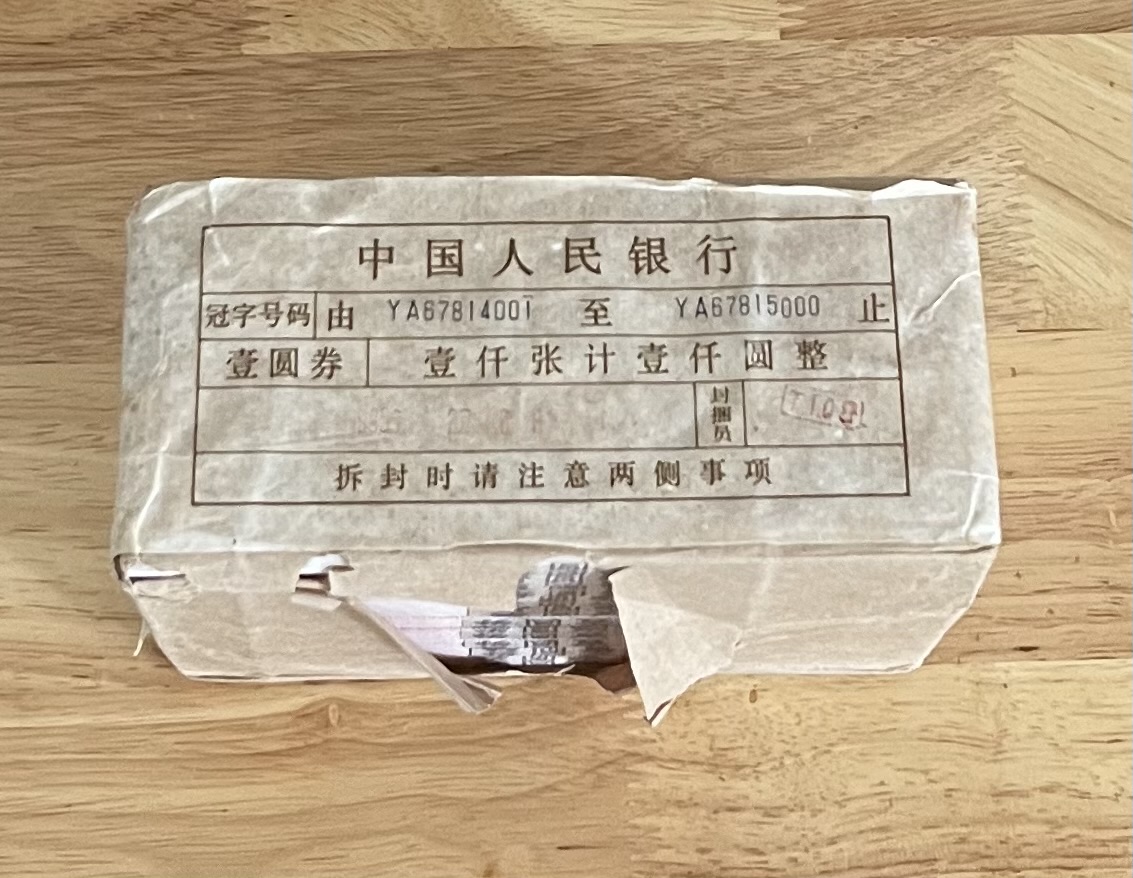 中国人民银行
冠字号码 由 YA67814001 至 YA67815000 止
壹圆券 壹仟张计壹仟圆整
封捆员
拆封时请注意两侧事项